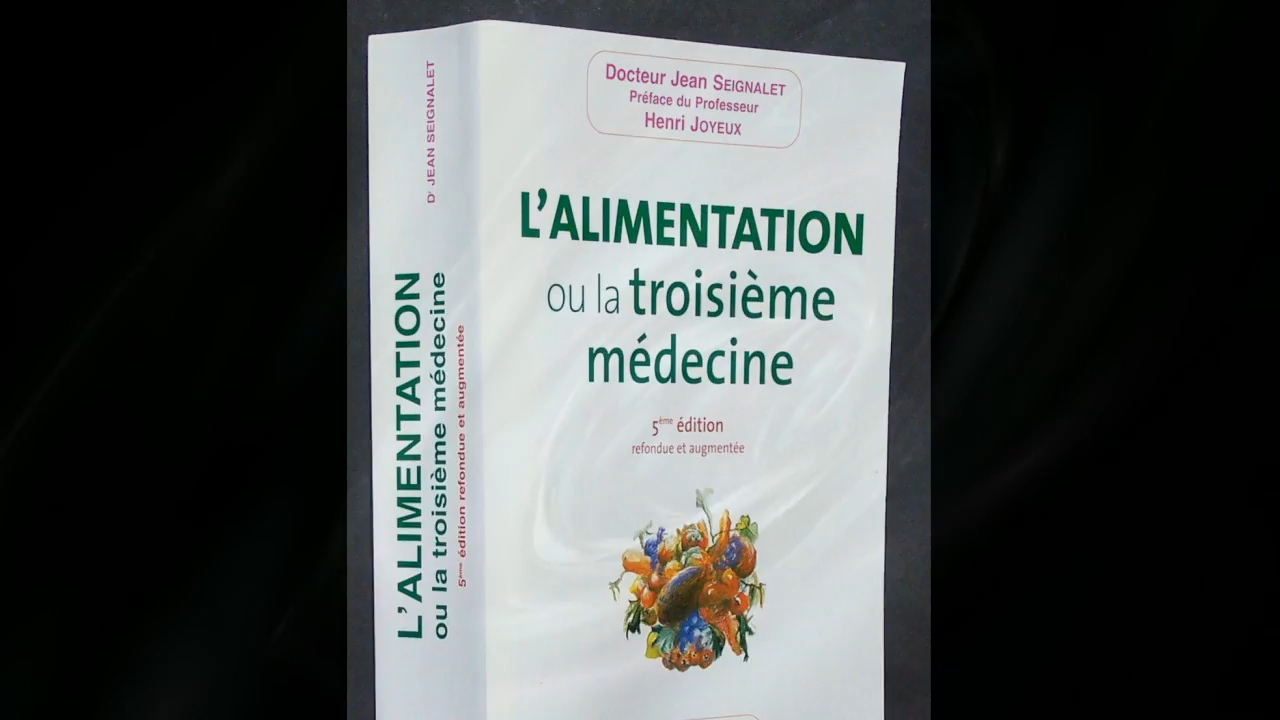 Dr JEAN SEIGNALET
L'ALIMENTATION
ou la troisième médecine
5ème édition refondue et augmentée
Docteur Jean SEIGNALET
Préface du Professeur
Henri JOYEUX
L'ALIMENTATION
ou la troisième
médecine
5ème édition
refondue et augmentée